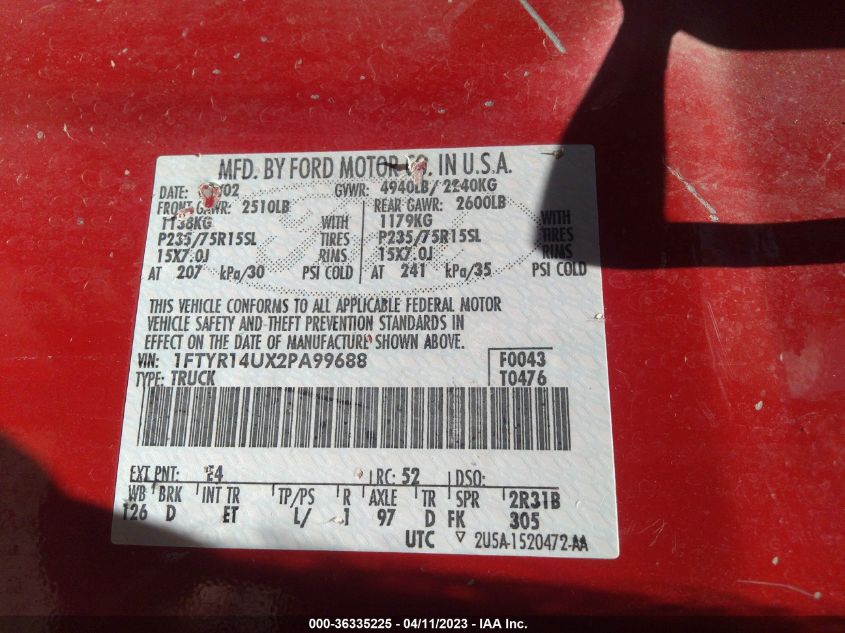 MFD. BY FORD MOTOR CO. IN U.S.A.
DATE: /02 GVWR: 4940LB/ 2240KG
FRONT GAWR: 2510LB REAR GAWR: 2600LB
1138KG WITH 1179KG WITH
P235/75R15SL TIRES P235/75R15SL TIRES
15X7.0J RIMS 15X7.0J RIMS
AT 207 kPa/30 PSI COLD AT 241 kPa/35 PSI COLD
THIS VEHICLE CONFORMS TO ALL APPLICABLE FEDERAL MOTOR
VEHICLE SAFETY AND THEFT PREVENTION STANDARDS IN
EFFECT ON THE DATE OF MANUFACTURE SHOWN ABOVE.
VIN: 1FTYR14UX2PA99688 F0043
TYPE: TRUCK T0476
EXT PNT: E4 RC: 52 DSO:
WB BRK INT TR TP/PS R AXLE TR SPR 2R31B
126 D ET L/ 1 97 D FK 305
UTC ▽ 2U5A-1520472-AA
000-36335225 - 04/11/2023 - IAA Inc.